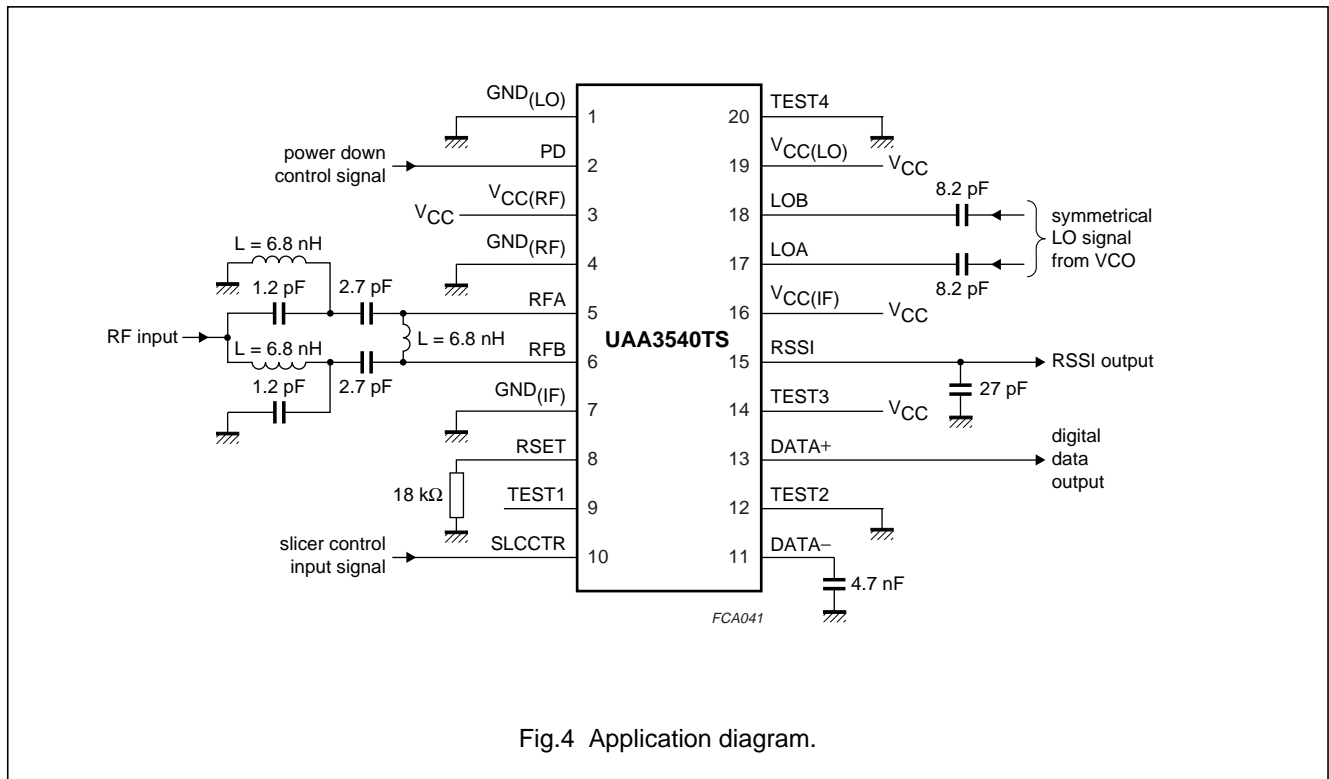 GND(LO)
1
20
TEST4
power down
control signal
PD
2
19
VCC(LO)
VCC
VCC(RF)
VCC
3
18
LOB
8.2 pF
symmetrical
LO signal
from VCO
GND(RF)
4
17
LOA
8.2 pF
L = 6.8 nH
1.2 pF
2.7 pF
RFA
5
16
VCC(IF)
VCC
RF input
L = 6.8 nH
L = 6.8 nH
UAA3540TS
RFB
6
15
RSSI
RSSI output
1.2 pF
2.7 pF
27 pF
GND(IF)
7
14
TEST3
VCC
RSET
8
13
DATA+
digital
data
output
18 kΩ
TEST1
9
12
TEST2
slicer control
input signal
SLCCTR
10
11
DATA−
4.7 nF
FCA041
Fig.4 Application diagram.